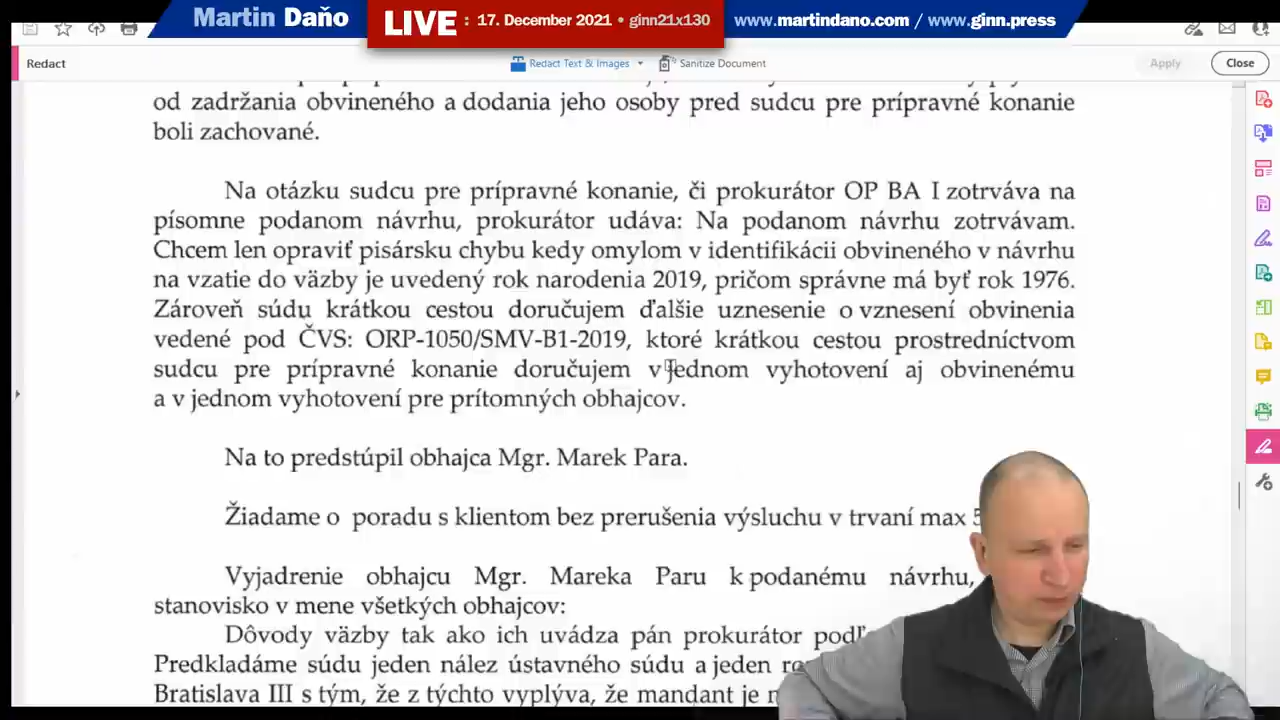 Martin Daňo
LIVE : 17. December 2021 • ginn21x130
www.martindano.com / www.ginn.press
Redact
Redact Text & Images
Sanitize Document
Apply
Close
od zadržania obvineného a dodania jeho osoby pred sudcu pre prípravné konanie
boli zachované.
Na otázku sudcu pre prípravné konanie, či prokurátor OP BA I zotrváva na
písomne podanom návrhu, prokurátor udáva: Na podanom návrhu zotrvávam.
Chcem len opraviť pisársku chybu kedy omylom v identifikácii obvineného v návrhu
na vzatie do väzby je uvedený rok narodenia 2019, pričom správne má byť rok 1976.
Zároveň súdu krátkou cestou doručujem ďalšie uznesenie o vznesení obvinenia
vedené pod ČVS: ORP-1050/SMV-B1-2019, ktoré krátkou cestou prostredníctvom
sudcu pre prípravné konanie doručujem v jednom vyhotovení aj obvinenému
a v jednom vyhotovení pre prítomných obhajcov.
Na to predstúpil obhajca Mgr. Marek Para.
Žiadame o poradu s klientom bez prerušenia výsluchu v trvaní max
Vyjadrenie obhajcu Mgr. Mareka Paru k podanému návrhu,
stanovisko v mene všetkých obhajcov:
Dôvody väzby tak ako ich uvádza pán prokurátor
Predkladáme súdu jeden nález ústavného súdu a jeden
Bratislava III s tým, že z týchto vyplýva, že mandant je